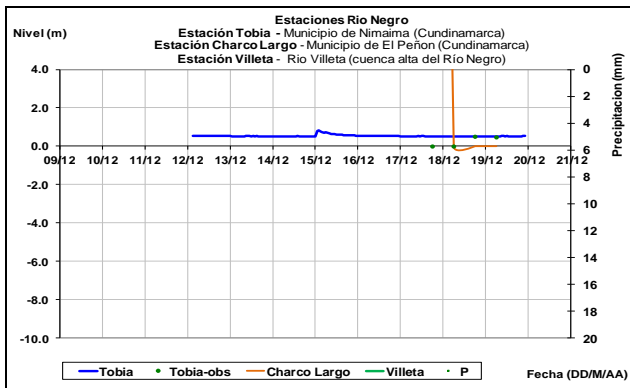 Estaciones Rio Negro
Nivel (m)
Estación Tobia - Municipio de Nimaima (Cundinamarca)
Estación Charco Largo - Municipio de El Peñon (Cundinamarca)
Estación Villeta - Rio Villeta (cuenca alta del Río Negro)
4.0
2.0
0.0
-2.0
-4.0
-6.0
-8.0
-10.0
09/12 10/12 11/12 12/12 13/12 14/12 15/12 16/12 17/12 18/12 19/12 20/12 21/12
0
2
4
6
8
10
12
14
16
18
20
Precipitacion (mm)
Tobia Tobia-obs Charco Largo Villeta P
Fecha (DD/M/AA)